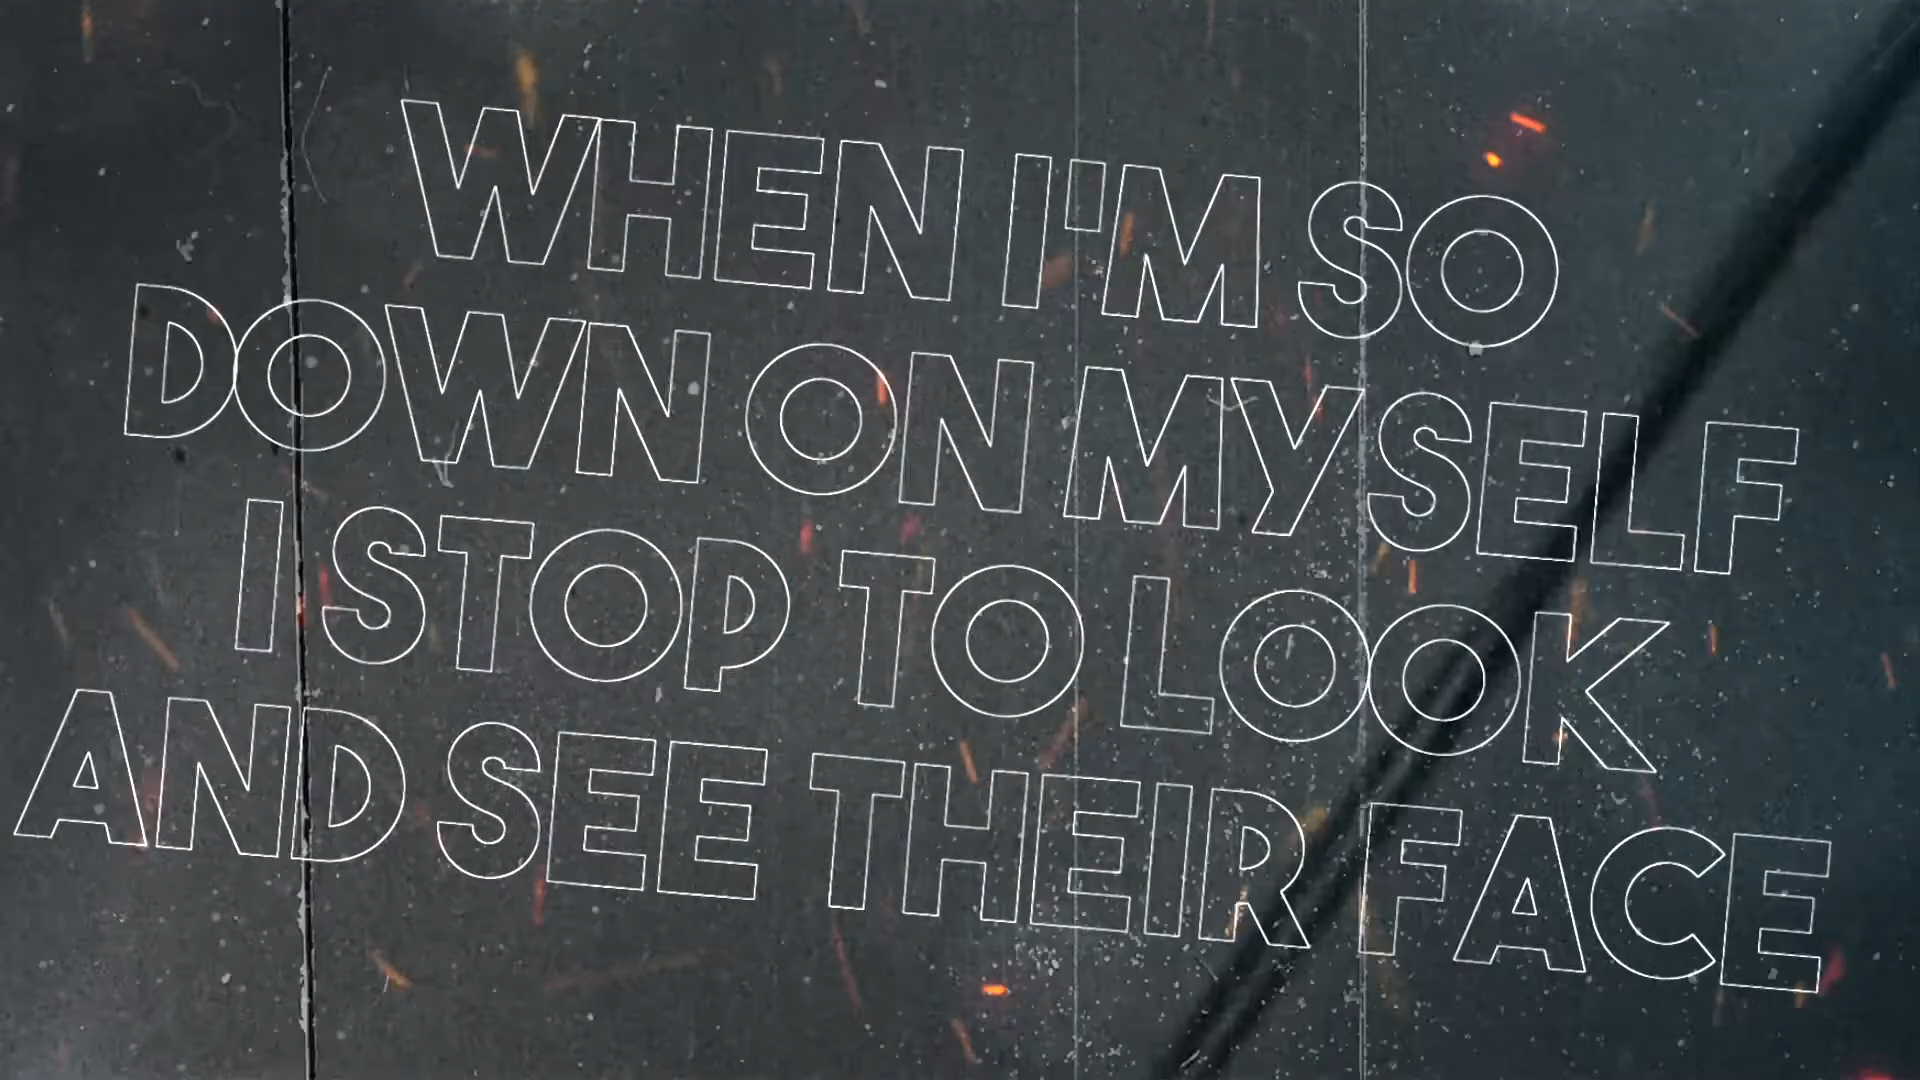 WHEN I'M SO
DOWN ON MYSELF
I STOP TO LOOK
AND SEE THEIR FACE